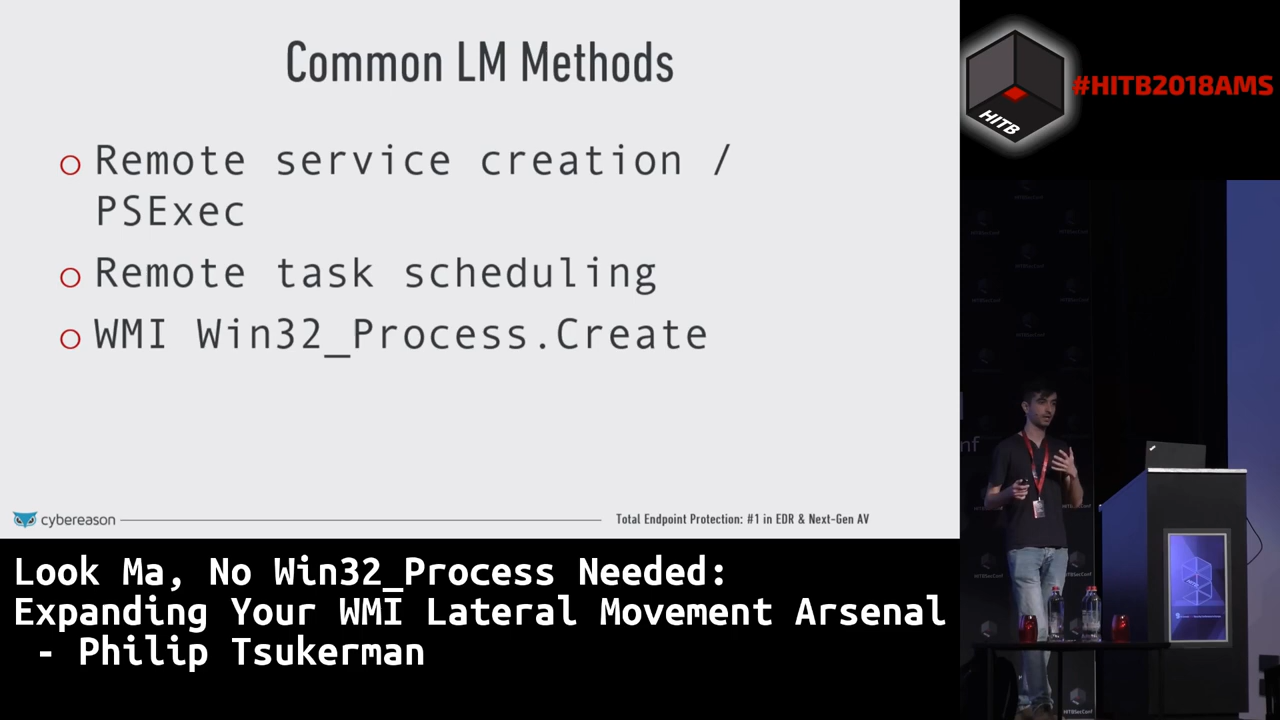 Common LM Methods
Remote service creation /
PSExec
Remote task scheduling
WMI Win32_Process.Create
cybereason
Total Endpoint Protection: #1 in EDR & Next-Gen AV
Look Ma, No Win32_Process Needed:
Expanding Your WMI Lateral Movement Arsenal
- Philip Tsukerman
HITB
#HITB2018AMS